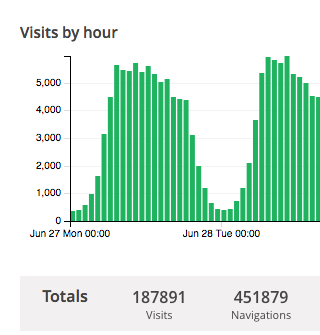 Visits by hour
5,000
4,000
3,000
2,000
1,000
0
Jun 27 Mon 00:00 Jun 28 Tue 00:00
Totals 187891 451879
Visits Navigations